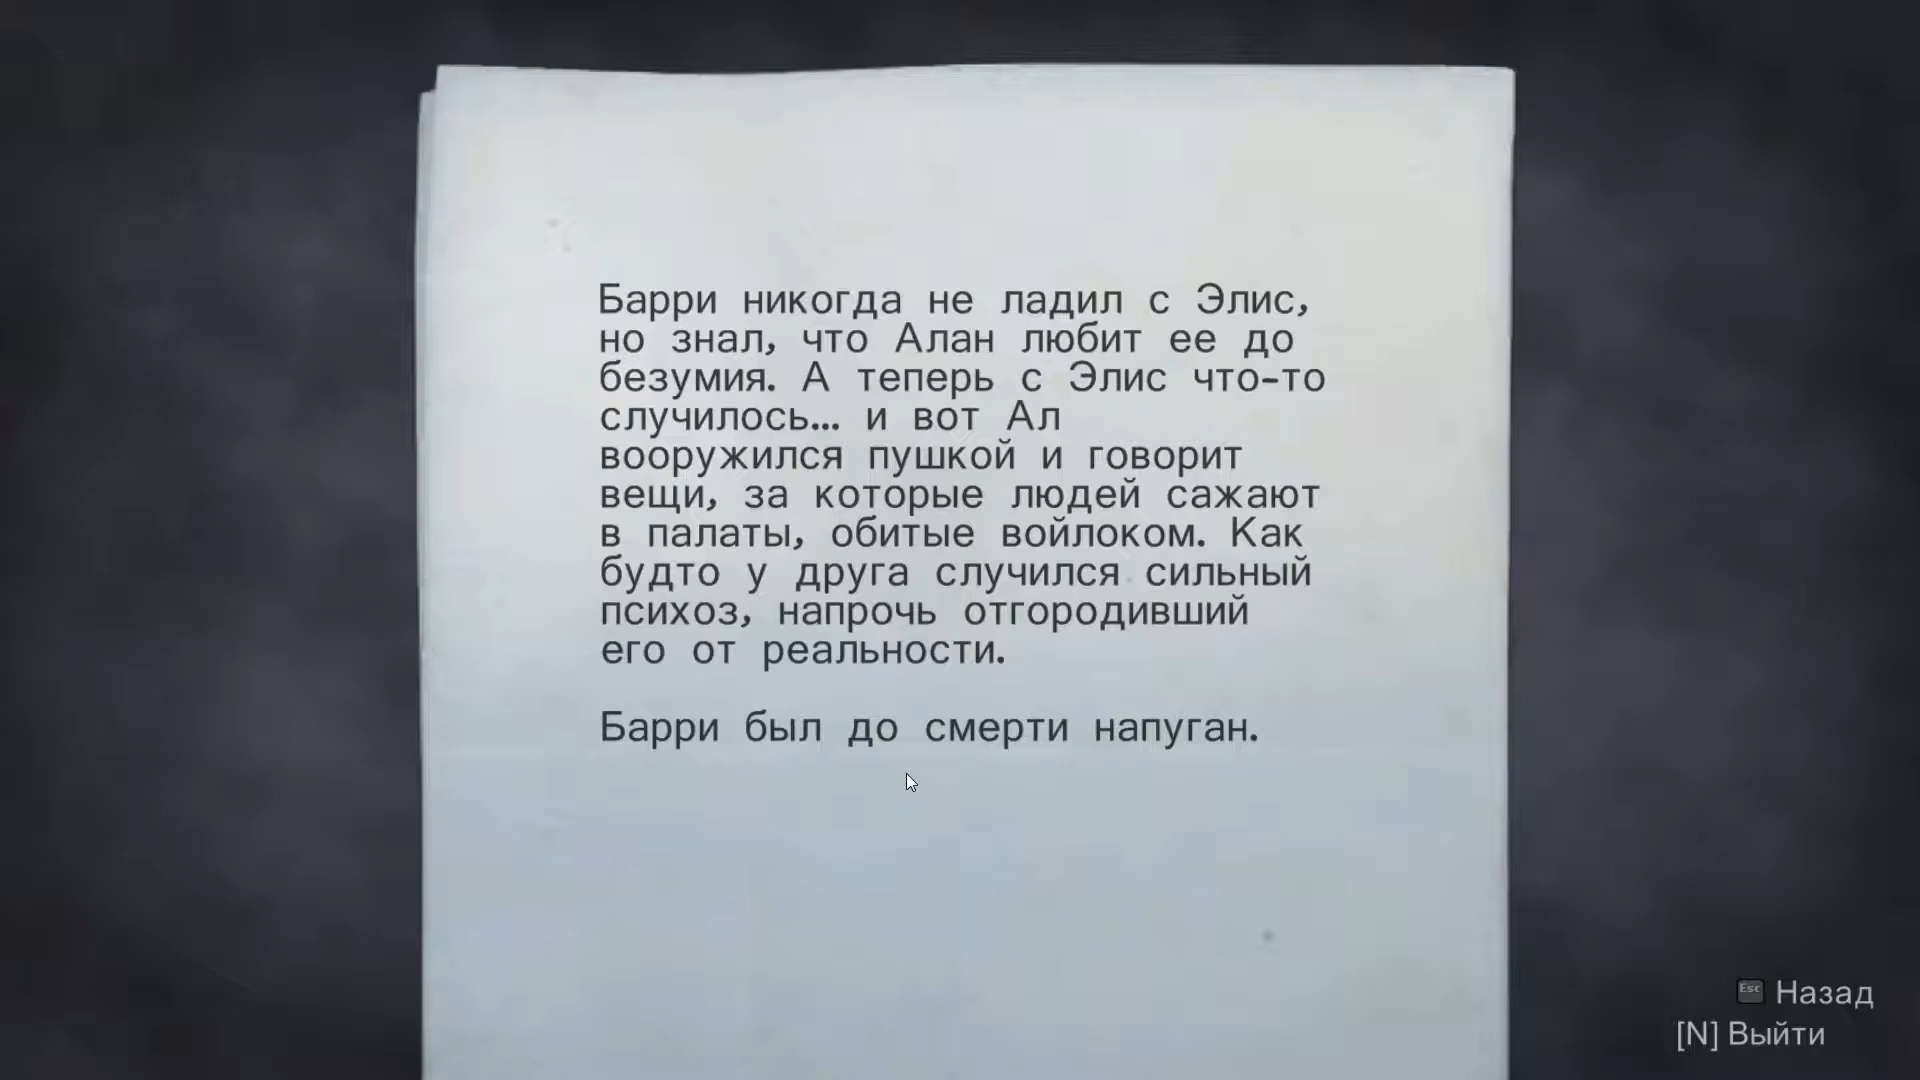 Барри никогда не ладил с Элис,
но знал, что Алан любит ее до
безумия. А теперь с Элис что-то
случилось... и вот Ал
вооружился пушкой и говорит
вещи, за которые людей сажают
в палаты, обитые войлоком. Как
будто у друга случился сильный
психоз, напрочь отгородивший
его от реальности.
Барри был до смерти напуган.
Esc Назад
[N] Выйти